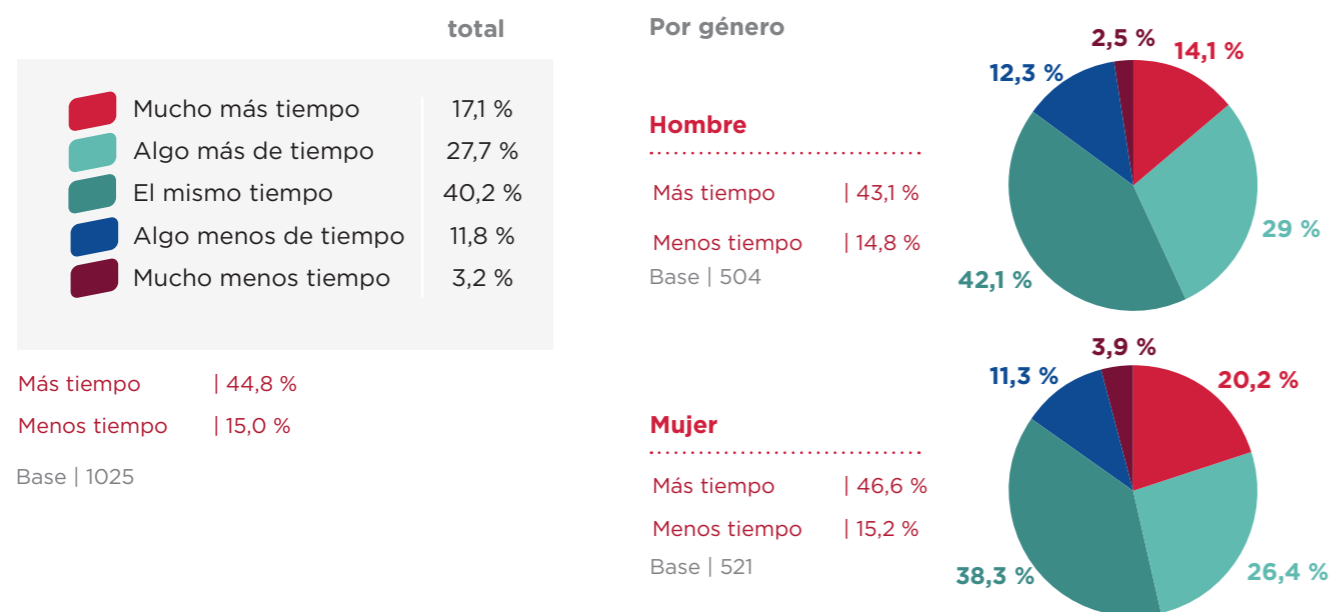 total
Mucho más tiempo 17,1 %
Algo más de tiempo 27,7 %
El mismo tiempo 40,2 %
Algo menos de tiempo 11,8 %
Mucho menos tiempo 3,2 %
Más tiempo | 44,8 %
Menos tiempo | 15,0 %
Base | 1025
Por género
Hombre
Más tiempo | 43,1 %
Menos tiempo | 14,8 %
Base | 504
2,5 %
14,1 %
12,3 %
29 %
42,1 %
Mujer
Más tiempo | 46,6 %
Menos tiempo | 15,2 %
Base | 521
3,9 %
20,2 %
11,3 %
26,4 %
38,3 %